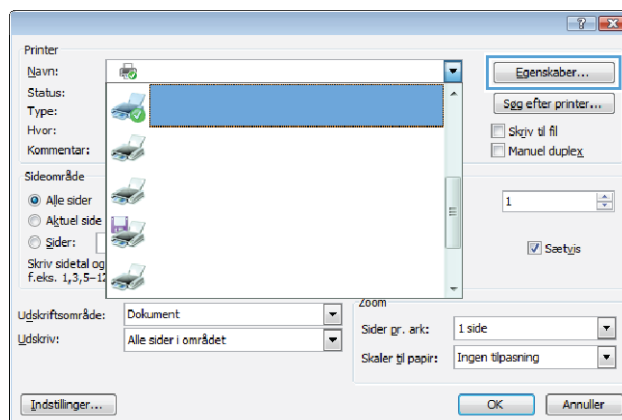 Printer
Navn:
Egenskaber...
Status:
Søg efter printer...
Type:
Hvor:
Skriv til fil
Kommentar:
Manuel duplex
Sideområde
Alle sider
1
Aktuel side
Sider:
Sætvis
Skriv sidetal og
f.eks. 1,3,5-12
Zoom
Udskriftsområde:
Dokument
Sider pr. ark:
1 side
Udskriv:
Alle sider i området
Skaler til papir:
Ingen tilpasning
Indstillinger...
OK
Annuller